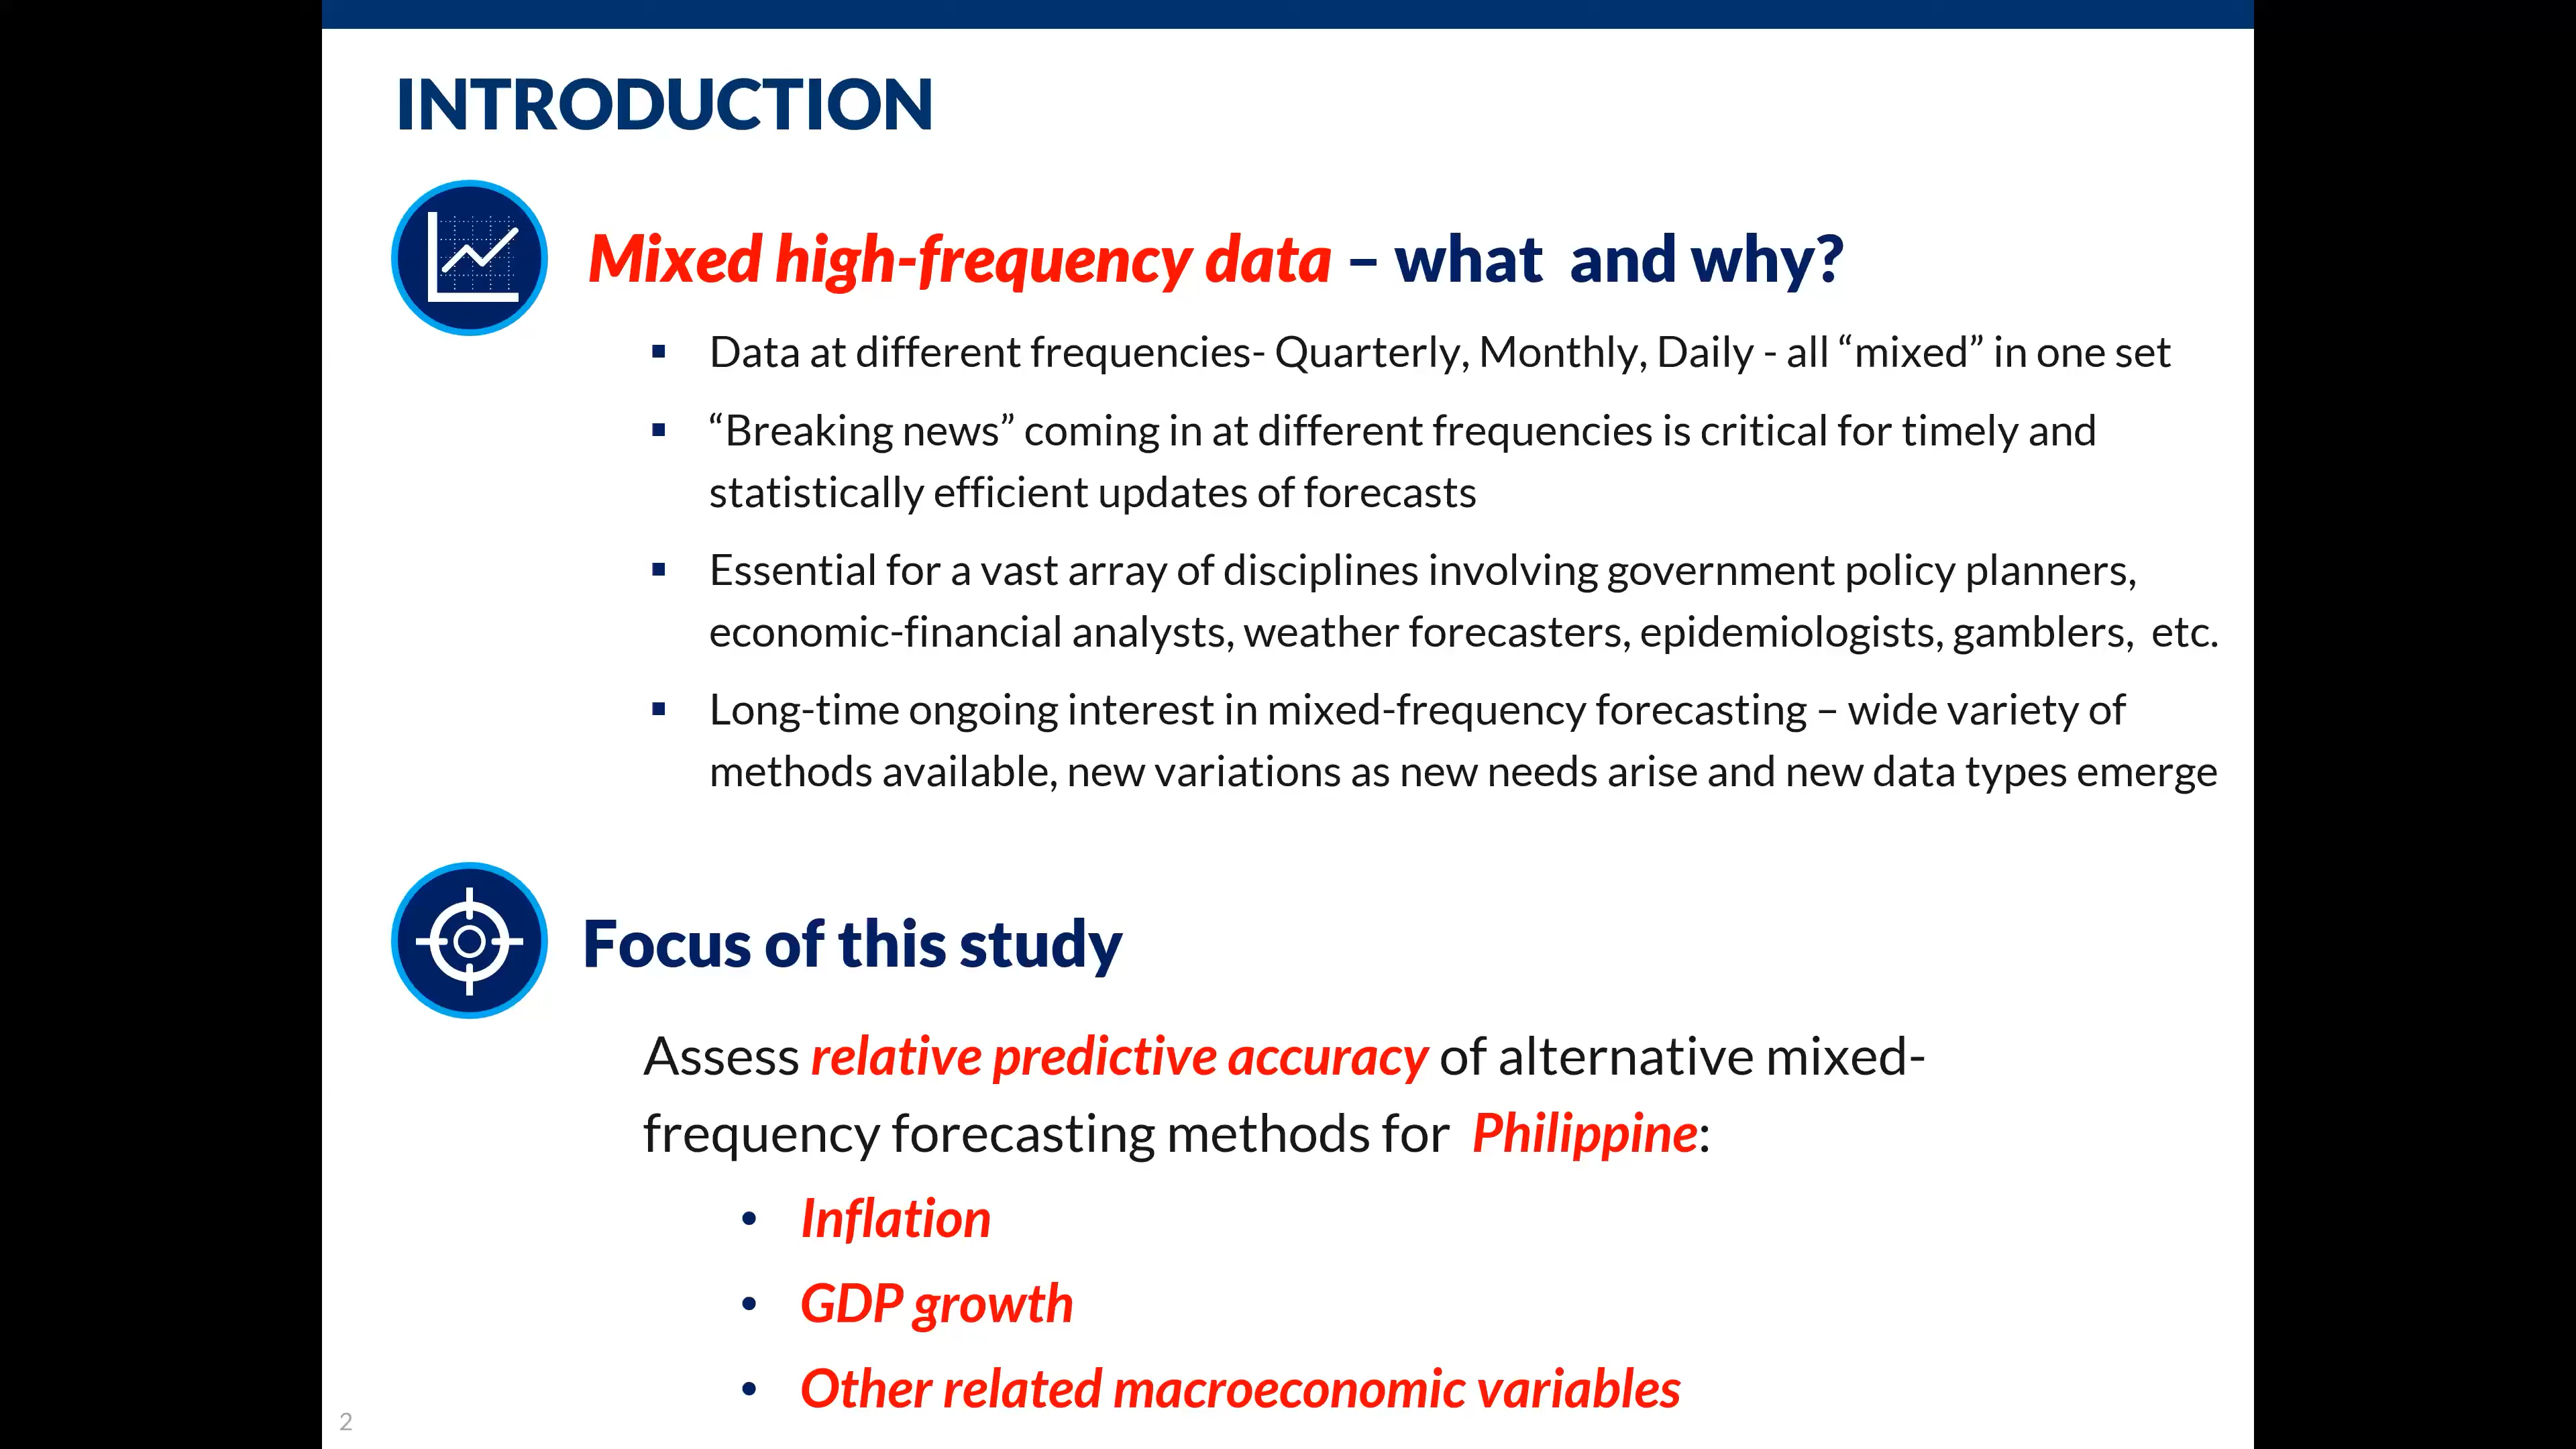 INTRODUCTION
Mixed high-frequency data – what  and why?
▪ Data at different frequencies- Quarterly, Monthly, Daily - all “mixed” in one set
▪ “Breaking news” coming in at different frequencies is critical for timely and
statistically efficient updates of forecasts
▪ Essential for a vast array of disciplines involving government policy planners,
economic-financial analysts, weather forecasters, epidemiologists, gamblers,  etc.
▪ Long-time ongoing interest in mixed-frequency forecasting – wide variety of
methods available, new variations as new needs arise and new data types emerge
Focus of this study
Assess relative predictive accuracy of alternative mixed-
frequency forecasting methods for  Philippine:
• Inflation
• GDP growth
• Other related macroeconomic variables
2